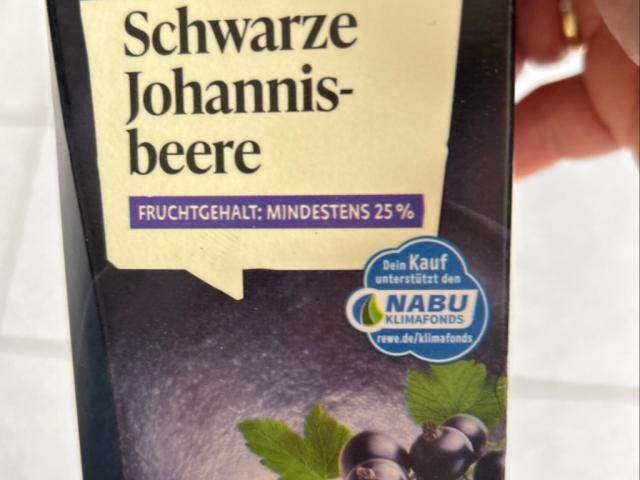 Schwarze
Johannis-
beere
FRUCHTGEHALT: MINDESTENS 25 %
Dein Kauf
unterstützt den
NABU
KLIMAFONDS
rewe.de/klimafonds